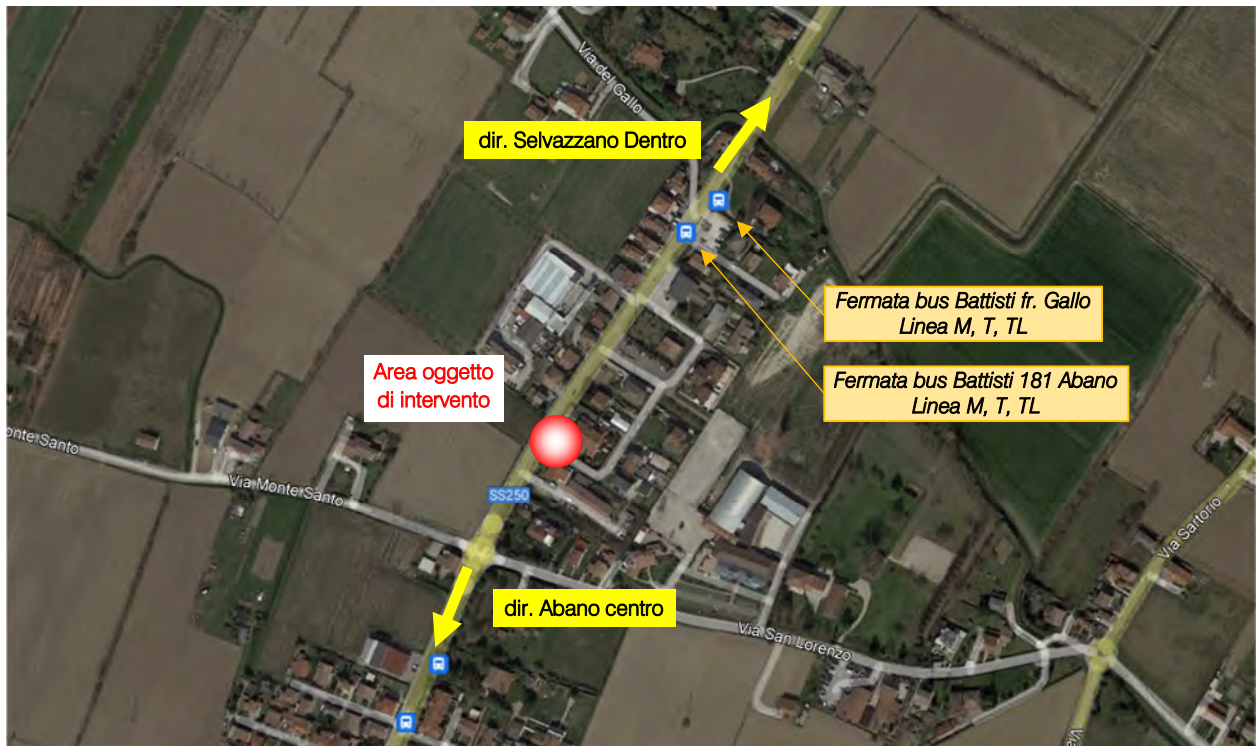 Via del Gallo
dir. Selvazzano Dentro
Fermata bus Battisti fr. Gallo
Linea M, T, TL
Area oggetto
di intervento
Fermata bus Battisti 181 Abano
Linea M, T, TL
onte Santo
Via Monte Santo
SS250
Via Sartorio
dir. Abano centro
Via San Lorenzo
Via